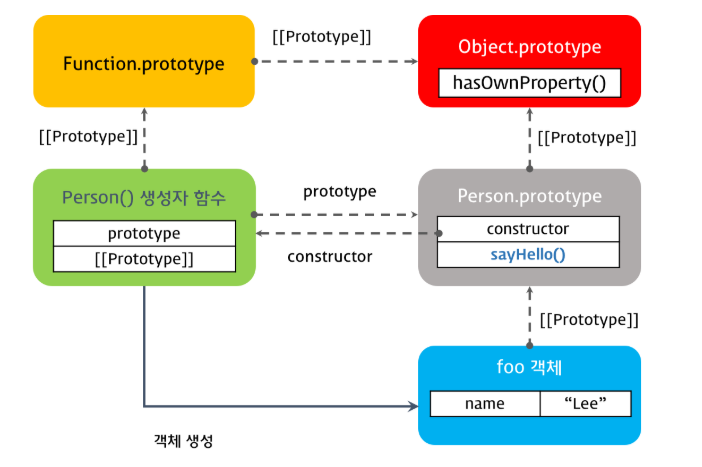 Function.prototype
[[Prototype]]
Object.prototype
hasOwnProperty()
[[Prototype]]
[[Prototype]]
Person() 생성자 함수
prototype
[[Prototype]]
prototype
constructor
Person.prototype
constructor
sayHello()
[[Prototype]]
foo 객체
name
“Lee”
객체 생성